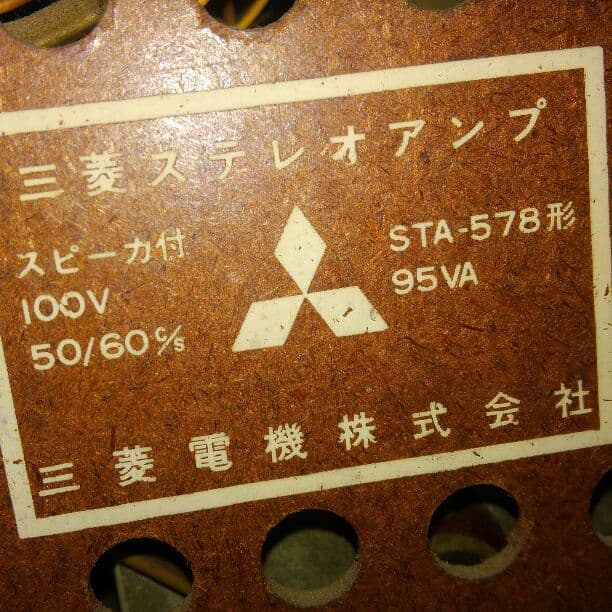 三菱ステレオアンプ
スピーカ付
STA-578形
100V
95VA
50/60 c/s
三菱電機株式会社